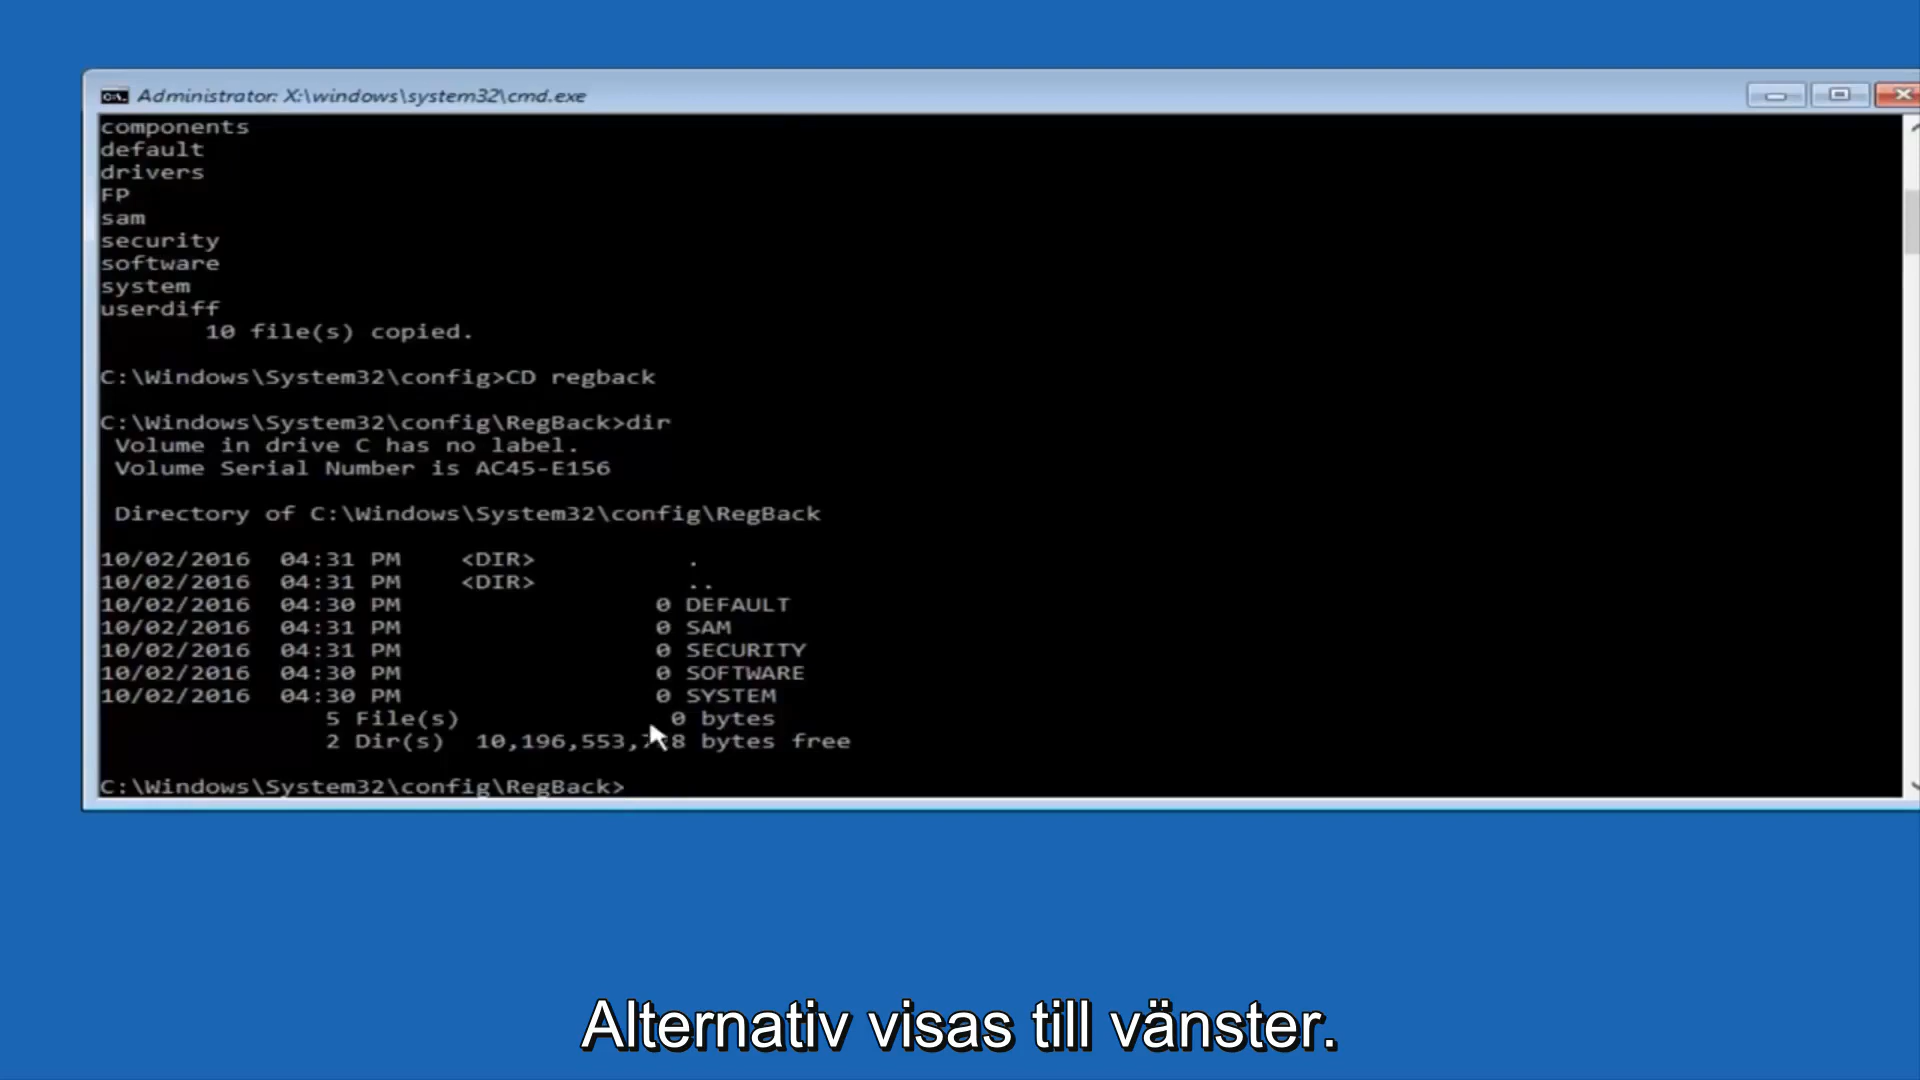 Administrator: X:\windows\system32\cmd.exe
components
default
drivers
FP
sam
security
software
system
userdiff
10 file(s) copied.
C:\Windows\System32\config>CD regback
C:\Windows\System32\config\RegBack>dir
Volume in drive C has no label.
Volume Serial Number is AC45-E156
Directory of C:\Windows\System32\config\RegBack
10/02/2016 04:31 PM <DIR> .
10/02/2016 04:31 PM <DIR> ..
10/02/2016 04:30 PM 0 DEFAULT
10/02/2016 04:31 PM 0 SAM
10/02/2016 04:31 PM 0 SECURITY
10/02/2016 04:30 PM 0 SOFTWARE
10/02/2016 04:30 PM 0 SYSTEM
5 File(s) 0 bytes
2 Dir(s) bytes free
C:\Windows\System32\config\RegBack>
Alternativ visas till vänster.